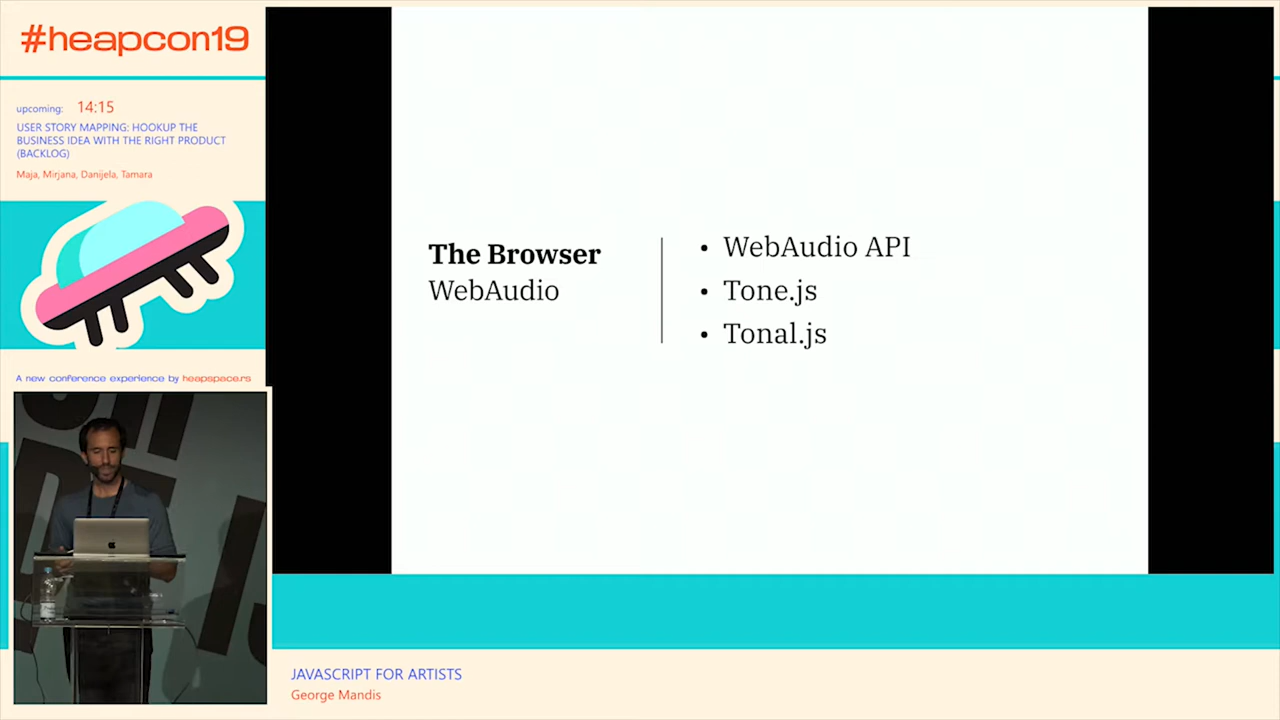 #heapcon19
upcoming: 14:15
USER STORY MAPPING: HOOKUP THE
BUSINESS IDEA WITH THE RIGHT PRODUCT
(BACKLOG)
Maja, Mirjana, Danijela, Tamara
A new conference experience by heapspace.rs
The Browser
WebAudio
• WebAudio API
• Tone.js
• Tonal.js
JAVASCRIPT FOR ARTISTS
George Mandis